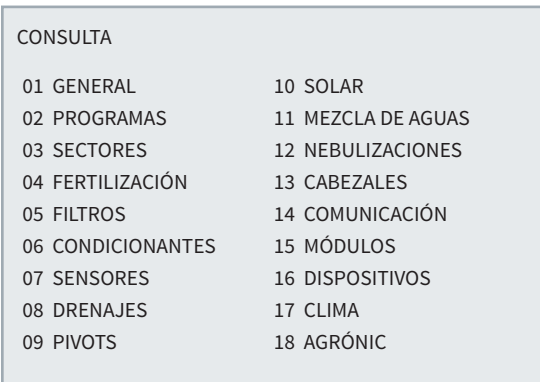 CONSULTA
01 GENERAL
02 PROGRAMAS
03 SECTORES
04 FERTILIZACIÓN
05 FILTROS
06 CONDICIONANTES
07 SENSORES
08 DRENAJES
09 PIVOTS
10 SOLAR
11 MEZCLA DE AGUAS
12 NEBULIZACIONES
13 CABEZALES
14 COMUNICACIÓN
15 MÓDULOS
16 DISPOSITIVOS
17 CLIMA
18 AGRÓNIC